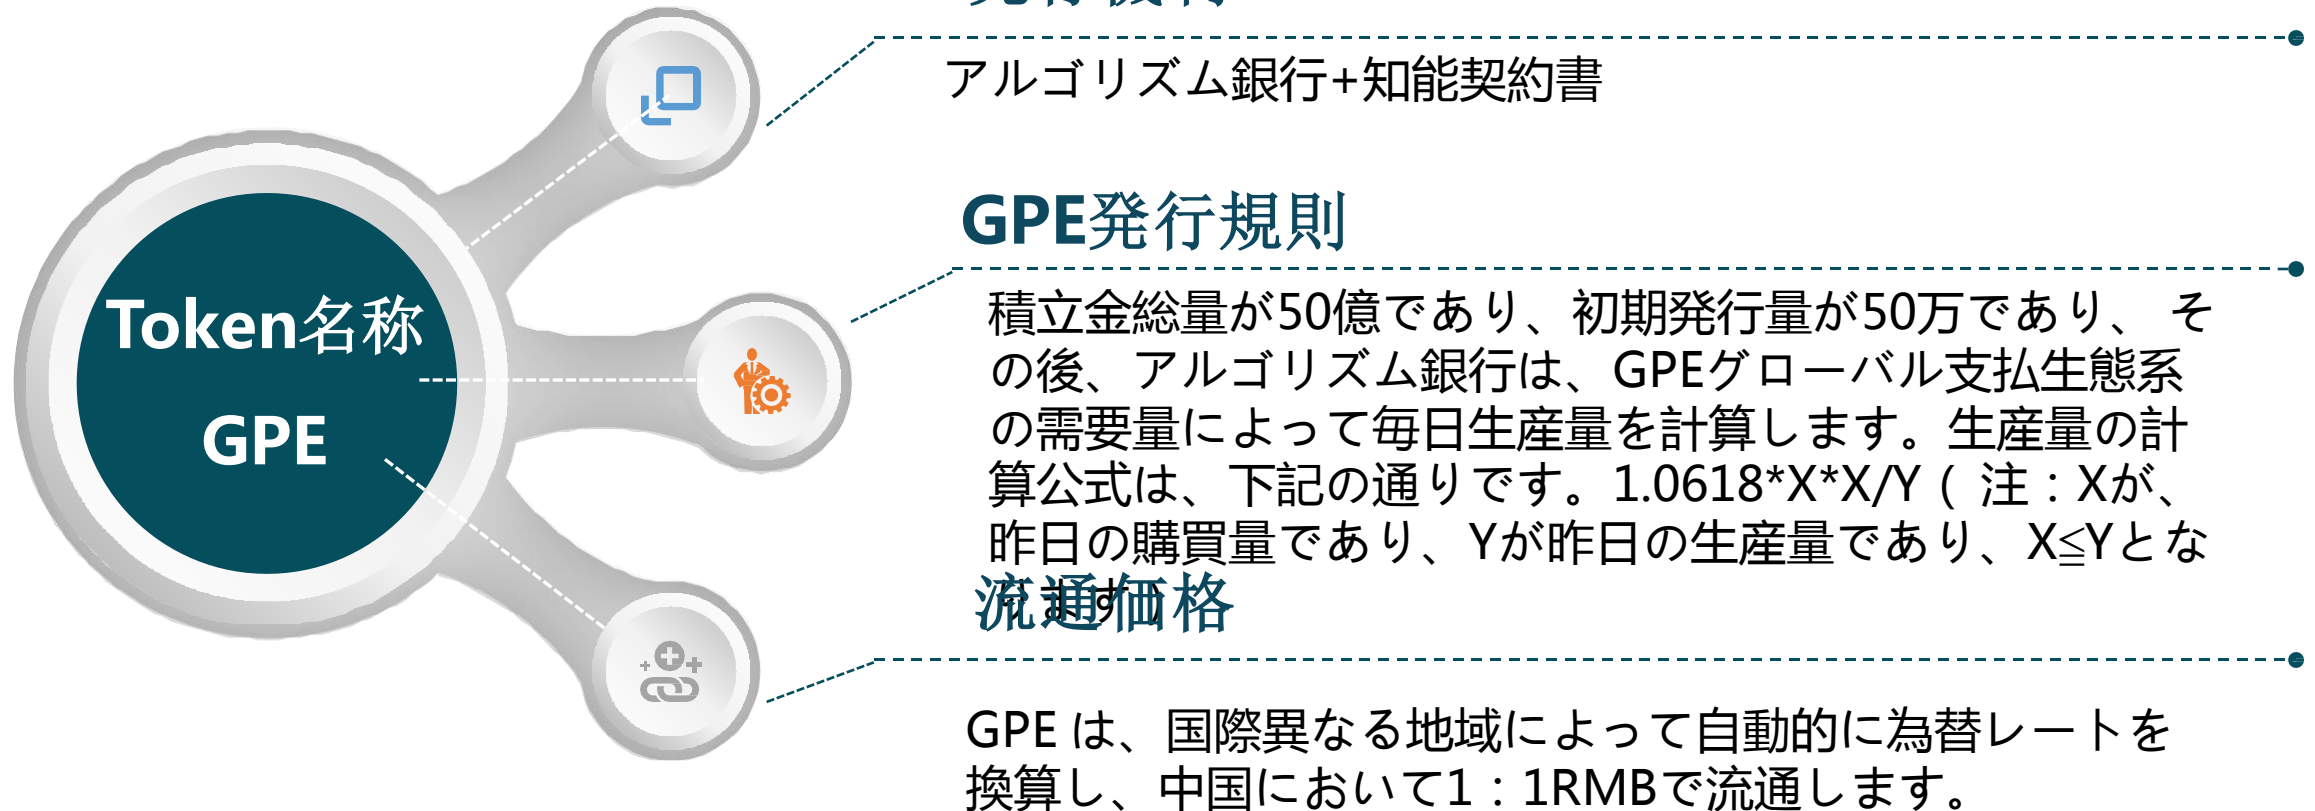 アルゴリズム銀行+知能契約書
GPE発行規則
Token名称
GPE
積立金総量が50億であり、初期発行量が50万であり、 そ
の後、アルゴリズム銀行は、GPEグローバル支払生態系
の需要量によって毎日生産量を計算します。生産量の計
算公式は、下記の通りです。1.0618*X*X/Y ( 注:Xが、
昨日の購買量であり、Yが昨日の生産量であり、X≦Yとな
ります )
流通価格
GPE は、国際異なる地域によって自動的に為替レートを
換算し、中国において1:1RMBで流通します。